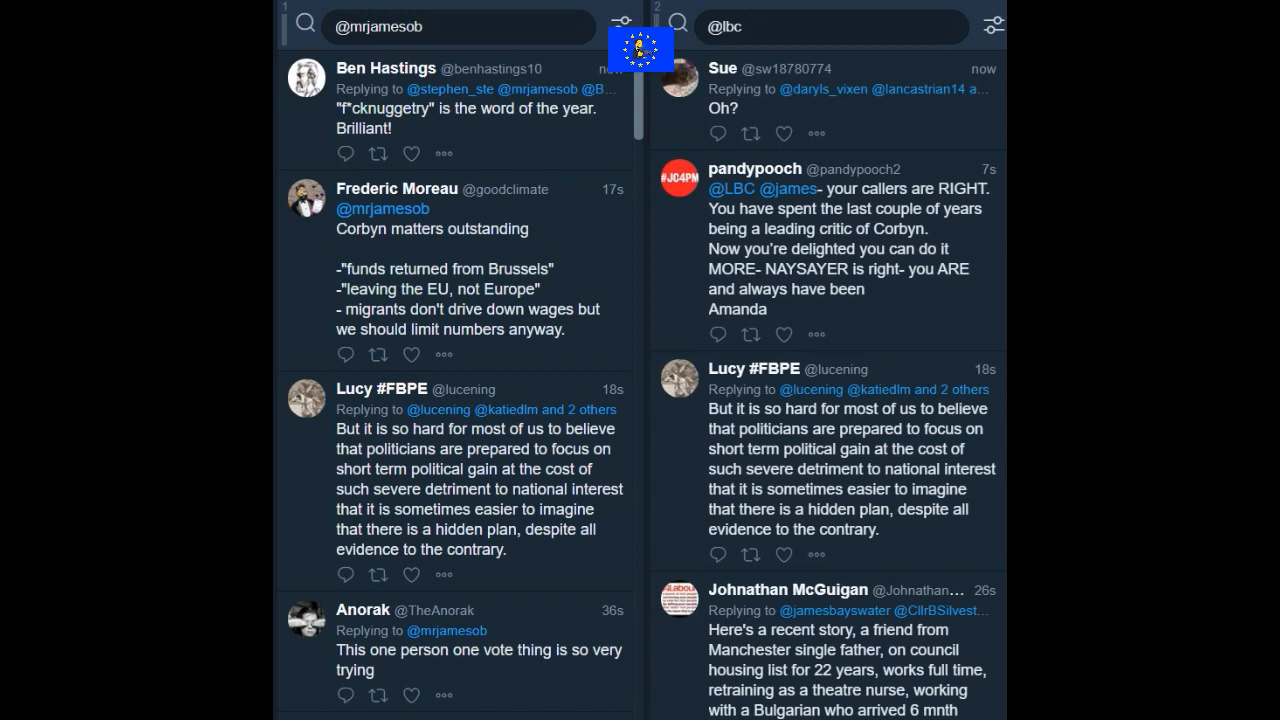 1
@mrjamesob
Ben Hastings @benhastings10 now
Replying to @stephen_ste @mrjamesob @B...
"f*cknuggetry" is the word of the year.
Brilliant!
Frederic Moreau @goodclimate 17s
@mrjamesob
Corbyn matters outstanding
-"funds returned from Brussels"
-"leaving the EU, not Europe"
- migrants don't drive down wages but
we should limit numbers anyway.
Lucy #FBPE @lucening 18s
Replying to @lucening @katiedlm and 2 others
But it is so hard for most of us to believe
that politicians are prepared to focus on
short term political gain at the cost of
such severe detriment to national interest
that it is sometimes easier to imagine
that there is a hidden plan, despite all
evidence to the contrary.
Anorak @TheAnorak 36s
Replying to @mrjamesob
This one person one vote thing is so very
trying
2
@lbc
Sue @sw18780774 now
Replying to @daryls_vixen @lancastrian14 a...
Oh?
#JC4PM
pandypooch @pandypooch2 7s
@LBC @james- your callers are RIGHT.
You have spent the last couple of years
being a leading critic of Corbyn.
Now you're delighted you can do it
MORE- NAYSAYER is right- you ARE
and always have been
Amanda
Lucy #FBPE @lucening 18s
Replying to @lucening @katiedlm and 2 others
But it is so hard for most of us to believe
that politicians are prepared to focus on
short term political gain at the cost of
such severe detriment to national interest
that it is sometimes easier to imagine
that there is a hidden plan, despite all
evidence to the contrary.
Johnathan McGuigan @Johnathan... 26s
Replying to @jamesbayswater @CllrBSilvest...
Here's a recent story, a friend from
Manchester single father, on council
housing list for 22 years, works full time,
retraining as a theatre nurse, working
with a Bulgarian who arrived 6 mnth